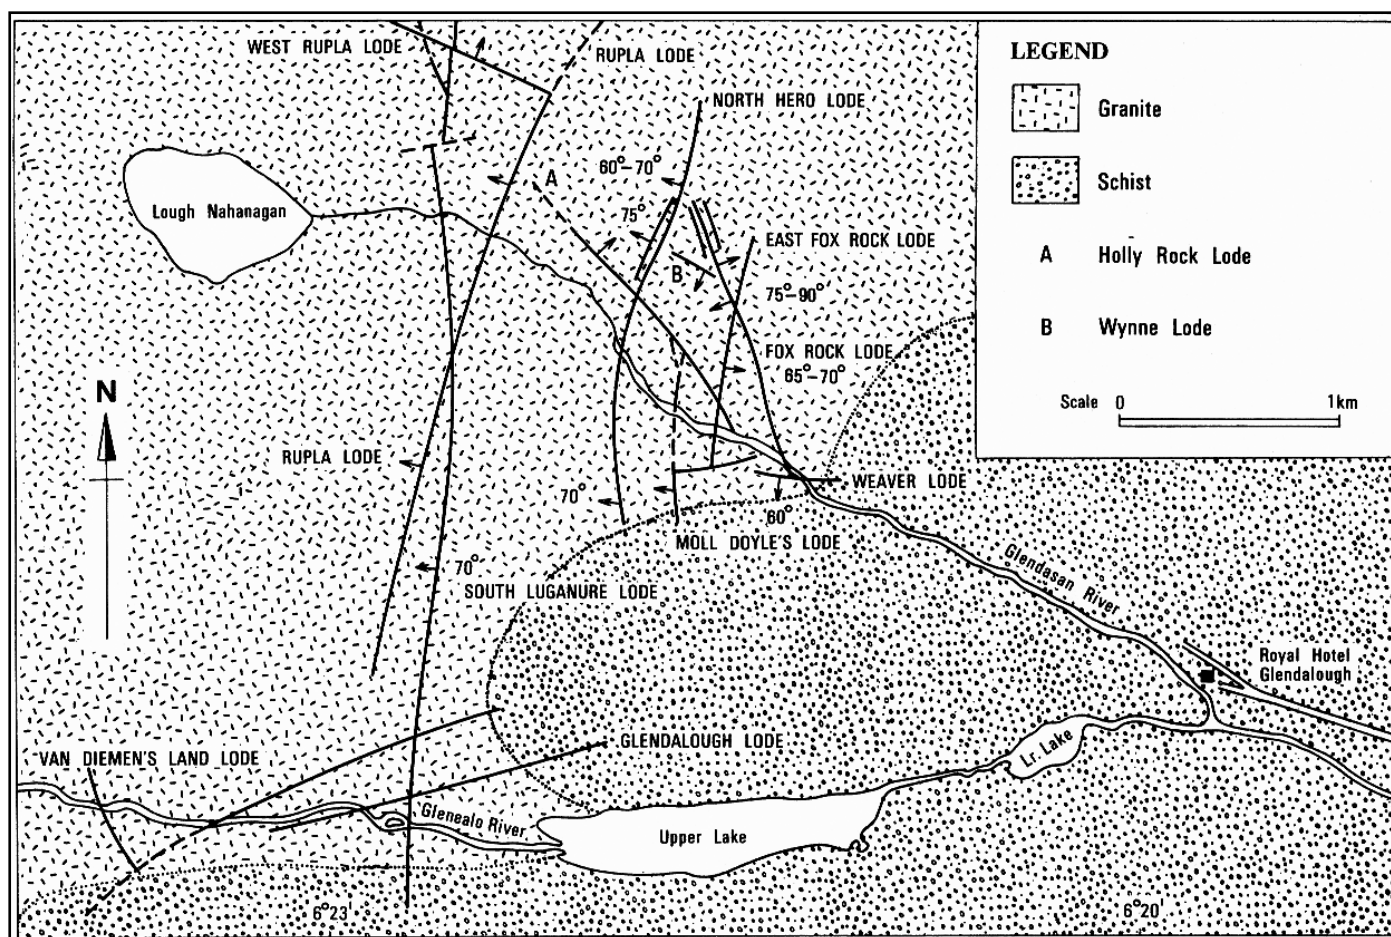 WEST RUPLA LODE
RUPLA LODE
NORTH HERO LODE
LEGEND
Granite
Schist
A Holly Rock Lode
B Wynne Lode
Scale 0 1km
60°–70°
A
75°
Lough Nahanagan
EAST FOX ROCK LODE
B
75°–90°
FOX ROCK LODE
65°–70°
N
RUPLA LODE
70°
WEAVER LODE
60°
MOLL DOYLE'S LODE
70°
SOUTH LUGANURE LODE
Glendasan River
Royal Hotel
Glendalough
GLENDALOUGH LODE
Lr Lake
VAN DIEMEN'S LAND LODE
Glenealo River
Upper Lake
6°23'
6°20'